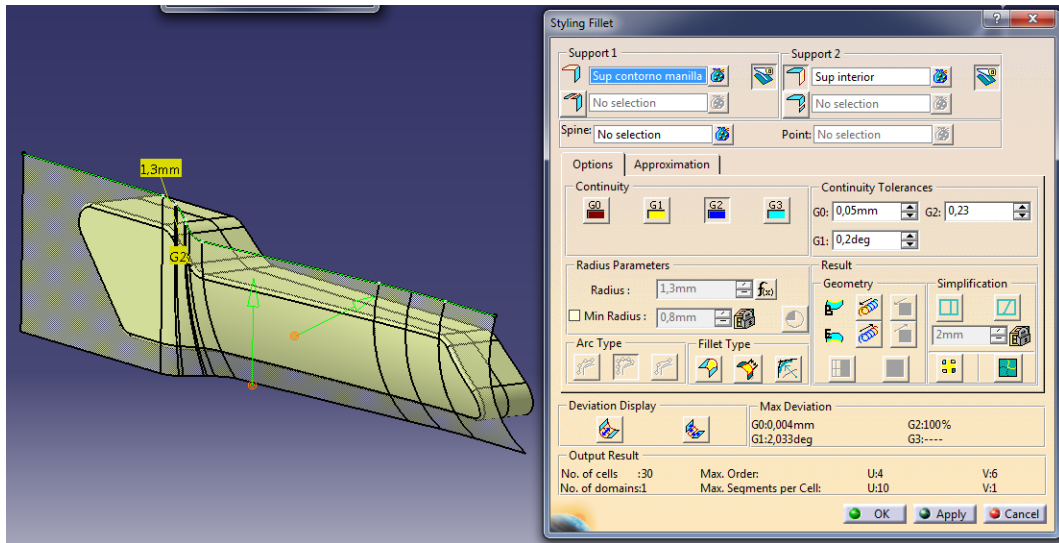 Styling Fillet
Support 1
Support 2
Sup contorno manilla
Sup interior
No selection
No selection
Spine: No selection
Point: No selection
Options
Approximation
Continuity
G0
G1
G2
G3
Continuity Tolerances
G0: 0,05mm
G2: 0,23
G1: 0,2deg
Radius Parameters
Radius :
1,3mm
f(x)
Min Radius :
0,8mm
Result
Geometry
Simplification
2mm
Arc Type
Fillet Type
Deviation Display
Max Deviation
G0:0,004mm
G2:100%
G1:2,033deg
G3:----
Output Result
No. of cells :30
Max. Order:
U:4
V:6
No. of domains:1
Max. Segments per Cell:
U:10
V:1
OK
Apply
Cancel
1,3mm
G2